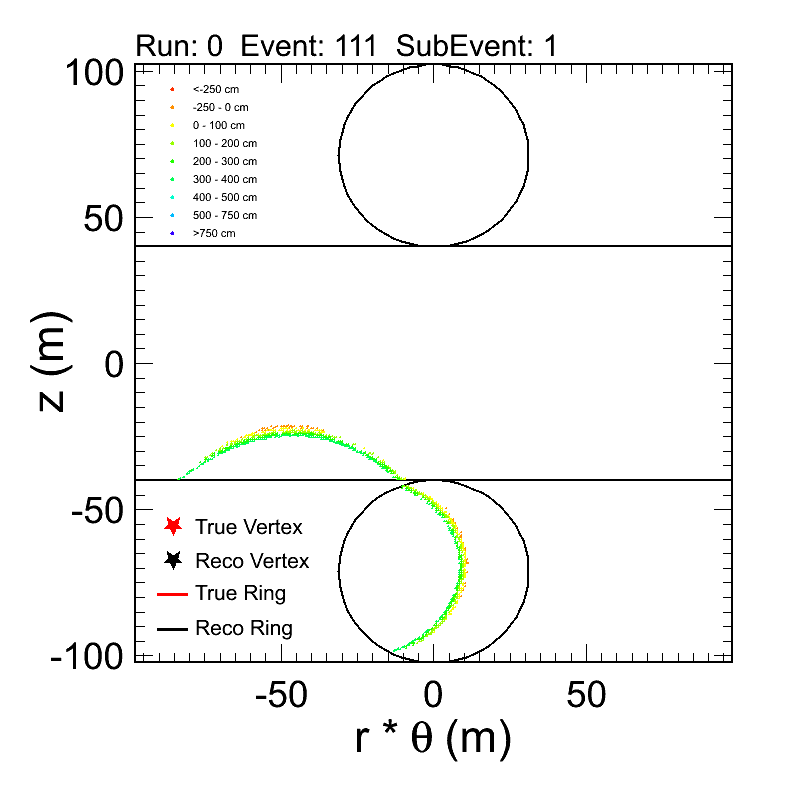 Run: 0  Event: 111  SubEvent: 1
100
<-250 cm
-250 - 0 cm
0 - 100 cm
100 - 200 cm
200 - 300 cm
300 - 400 cm
400 - 500 cm
500 - 750 cm
>750 cm
50
0
z (m)
-50
True Vertex
Reco Vertex
True Ring
Reco Ring
-100
-50 0 50
r * θ (m)